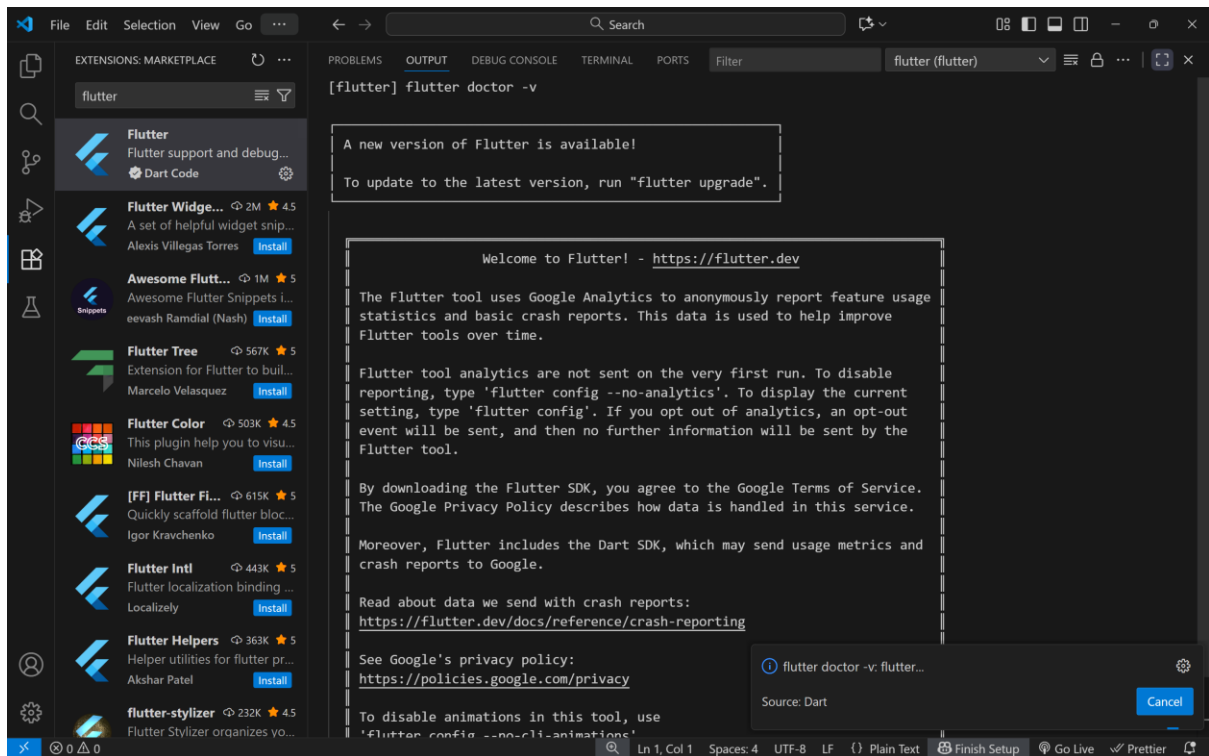 File Edit Selection View Go ··· Search
EXTENSIONS: MARKETPLACE
flutter
Flutter
Flutter support and debug...
Dart Code
Flutter Widge... 2M 4.5
A set of helpful widget snip...
Alexis Villegas Torres Install
Awesome Flutt... 1M 5
Awesome Flutter Snippets i...
eevash Ramdial (Nash) Install
Snippets
Flutter Tree 567K 5
Extension for Flutter to buil...
Marcelo Velasquez Install
Flutter Color 503K 4.5
This plugin help you to visu...
Nilesh Chavan Install
CCS
[FF] Flutter Fi... 615K 5
Quickly scaffold flutter bloc...
Igor Kravchenko Install
Flutter Intl 443K 5
Flutter localization binding ...
Localizely Install
Flutter Helpers 363K 5
Helper utilities for flutter pr...
Akshar Patel Install
flutter-stylizer 232K 4.5
Flutter Stylizer organizes yo...
PROBLEMS OUTPUT DEBUG CONSOLE TERMINAL PORTS Filter flutter (flutter)
[flutter] flutter doctor -v
A new version of Flutter is available!
To update to the latest version, run "flutter upgrade".
Welcome to Flutter! - https://flutter.dev
The Flutter tool uses Google Analytics to anonymously report feature usage
statistics and basic crash reports. This data is used to help improve
Flutter tools over time.
Flutter tool analytics are not sent on the very first run. To disable
reporting, type 'flutter config --no-analytics'. To display the current
setting, type 'flutter config'. If you opt out of analytics, an opt-out
event will be sent, and then no further information will be sent by the
Flutter tool.
By downloading the Flutter SDK, you agree to the Google Terms of Service.
The Google Privacy Policy describes how data is handled in this service.
Moreover, Flutter includes the Dart SDK, which may send usage metrics and
crash reports to Google.
Read about data we send with crash reports:
https://flutter.dev/docs/reference/crash-reporting
See Google's privacy policy:
https://policies.google.com/privacy
To disable animations in this tool, use
'flutter config --no-cli-animations'
flutter doctor -v: flutter...
Source: Dart
Cancel
0 0 Ln 1, Col 1 Spaces: 4 UTF-8 LF {} Plain Text Finish Setup Go Live Prettier